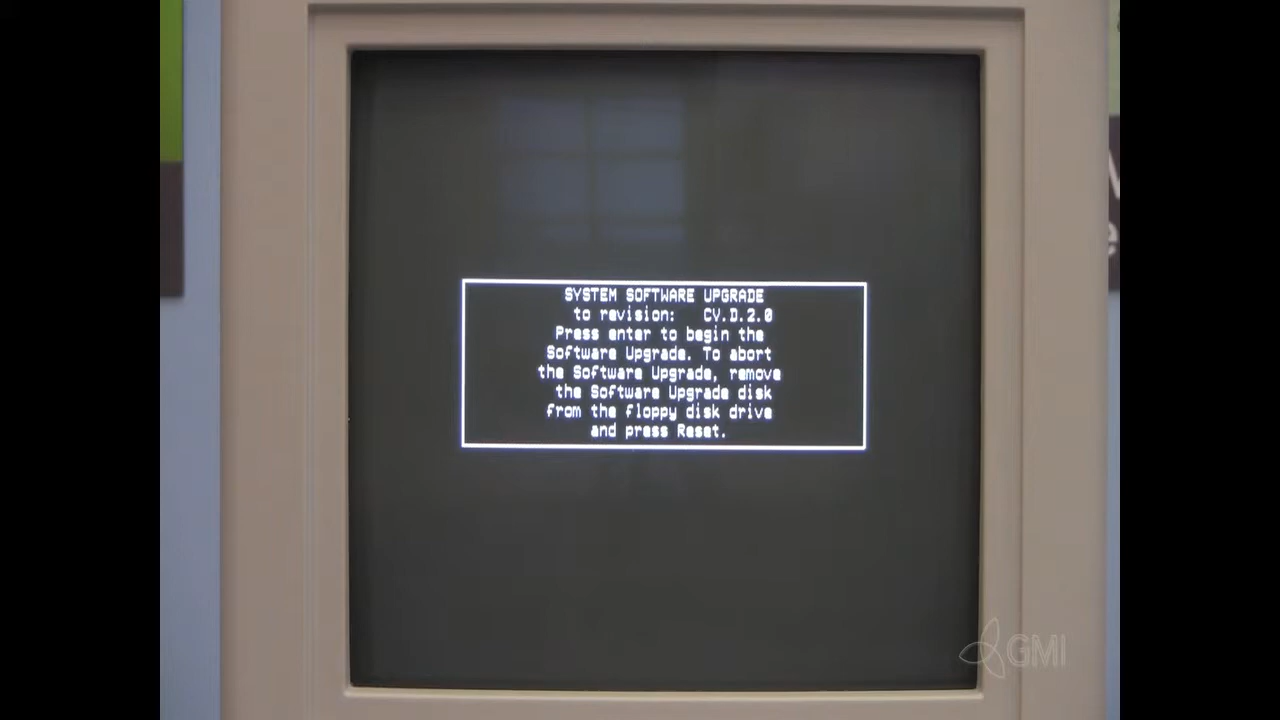 SYSTEM SOFTWARE UPGRADE
to revision: CV.D.2.0
Press enter to begin the
Software Upgrade. To abort
the Software Upgrade, remove
the Software Upgrade disk
from the floppy disk drive
and press Reset.
GMI